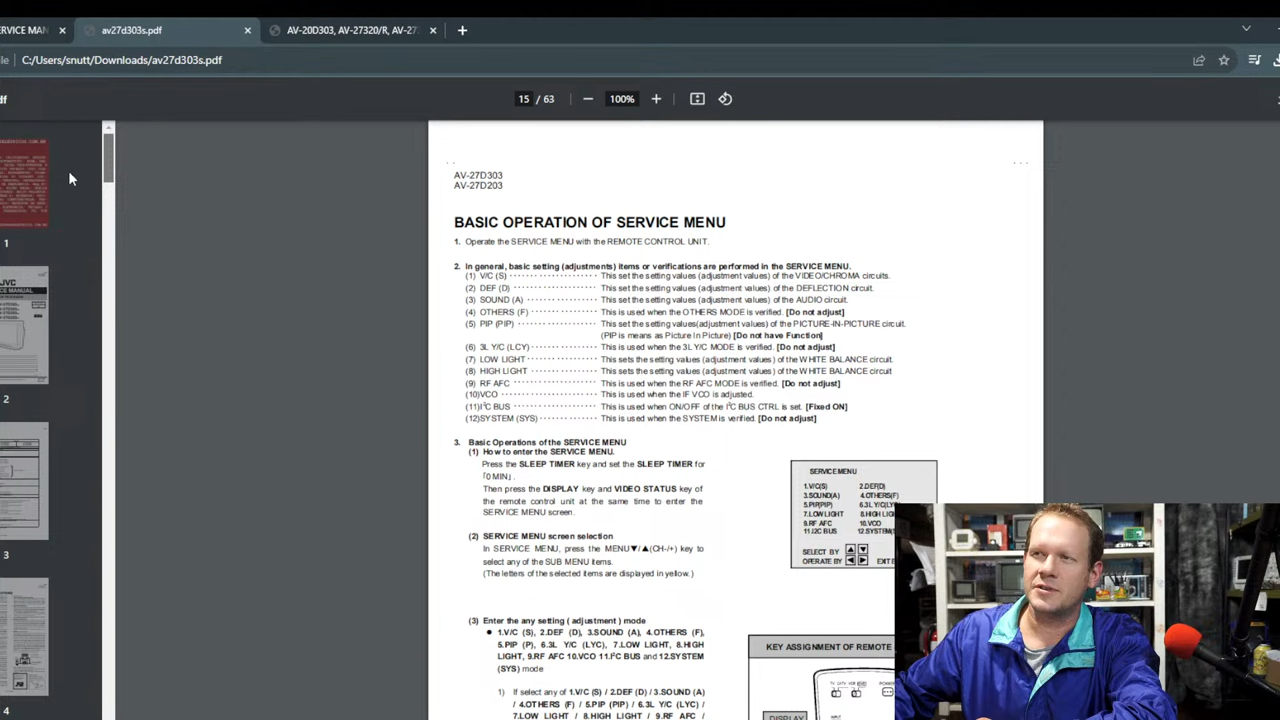 ERVICE MAN
av27d303s.pdf
AV-20D303, AV-27320/R, AV-27
le C:/Users/snutt/Downloads/av27d303s.pdf
df
15 / 63
100%
AV-27D303
AV-27D203
BASIC OPERATION OF SERVICE MENU
1. Operate the SERVICE MENU with the REMOTE CONTROL UNIT.
2. In general, basic setting (adjustments) items or verifications are performed in the SERVICE MENU.
(1) V/C (S) ···················· This set the setting values (adjustment values) of the VIDEO/CHROMA circuits.
(2) DEF (D) ···················· This set the setting values (adjustment values) of the DEFLECTION circuit.
(3) SOUND (A) ················ This set the setting values (adjustment values) of the AUDIO circuit.
(4) OTHERS (F) ··············· This is used when the OTHERS MODE is verified. [Do not adjust]
(5) PIP (PIP) ·················· This set the setting values(adjustment values) of the PICTURE-IN-PICTURE circuit.
(PIP is means as Picture In Picture) [Do not have Function]
(6) 3L Y/C (LCY) ·············· This is used when the 3L Y/C MODE is verified. [Do not adjust]
(7) LOW LIGHT ················ This sets the setting values (adjustment values) of the WHITE BALANCE circuit.
(8) HIGH LIGHT ··············· This sets the setting values (adjustment values) of the WHITE BALANCE circuit
(9) RF AFC ···················· This is used when the RF AFC MODE is verified. [Do not adjust]
(10)VCO ························ This is used when the IF VCO is adjusted.
(11)I²C BUS ···················· This is used when ON/OFF of the I²C BUS CTRL is set. [Fixed ON]
(12)SYSTEM (SYS) ············ This is used when the SYSTEM is verified. [Do not adjust]
3. Basic Operations of the SERVICE MENU
(1) How to enter the SERVICE MENU.
Press the SLEEP TIMER key and set the SLEEP TIMER for
「0 MIN」.
Then press the DISPLAY key and VIDEO STATUS key of
the remote control unit at the same time to enter the
SERVICE MENU screen.
(2) SERVICE MENU screen selection
In SERVICE MENU, press the MENU▼/▲(CH-/+) key to
select any of the SUB MENU items.
(The letters of the selected items are displayed in yellow.)
(3) Enter the any setting ( adjustment ) mode
● 1.V/C (S), 2.DEF (D), 3.SOUND (A), 4.OTHERS (F),
5.PIP (P), 6.3L Y/C (LYC), 7.LOW LIGHT, 8.HIGH
LIGHT, 9.RF AFC 10.VCO 11.I²C BUS and 12.SYSTEM
(SYS) mode
1) If select any of 1.V/C (S) / 2.DEF (D) / 3.SOUND (A)
/ 4.OTHERS (F) / 5.PIP (PIP) / 6.3L Y/C (LYC) /
7.LOW LIGHT / 8.HIGH LIGHT / 9.RF AFC /
SERVICE MENU
1.V/C(S) 2.DEF(D)
3.SOUND(A) 4.OTHERS(F)
5.PIP(PIP) 6.3L Y/C(LY
7.LOW LIGHT 8.HIGH LIG
9.RF AFC 10.VCO
11.I2C BUS 12.SYSTEM(S
SELECT BY ▲ ▼
OPERATE BY ◀ ▶ EXIT B
KEY ASSIGNMENT OF REMOTE
DISPLAY
1
JVC
2
3
4